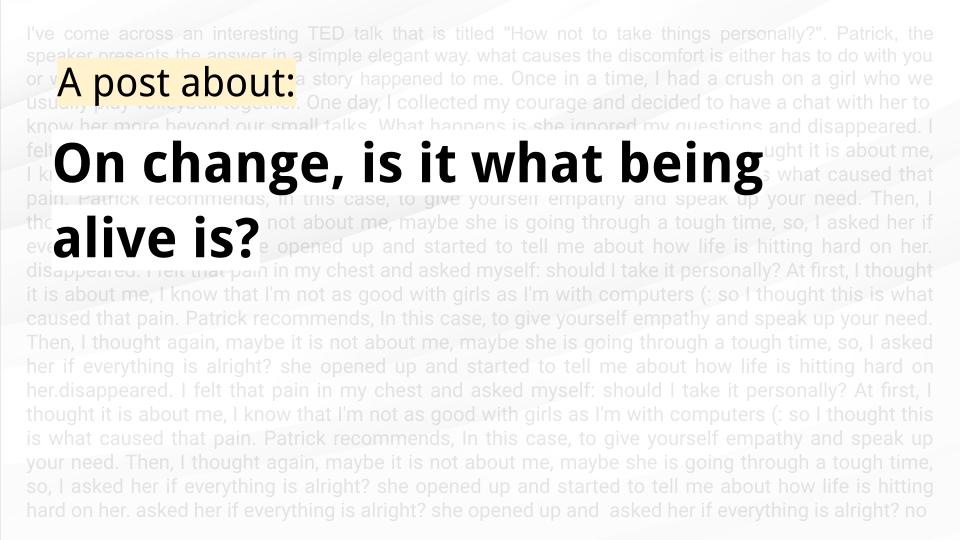 I've come across an interesting TED talk that is titled "How not to take things personally?". Patrick, the
speaker presents the answer in a simple elegant way. what causes the discomfort is either has to do with you
or a story happened to me. Once in a time, I had a crush on a girl who we
A post about:
usually play volleyball together. One day, I collected my courage and decided to have a chat with her to
know her more beyond our small talks. What happens is she ignored my questions and disappeared. I
felt ught it is about me,
On change, is it what being
I what caused that
pain. Patrick recommends, in this case, to give yourself empathy and speak up your need. Then, I
not about me, maybe she is going through a tough time, so, I asked her if
alive is?
opened up and started to tell me about how life is hitting hard on her.
disappeared. I felt that pain in my chest and asked myself: should I take it personally? At first, I thought
it is about me, I know that I'm not as good with girls as I'm with computers (: so I thought this is what
caused that pain. Patrick recommends, In this case, to give yourself empathy and speak up your need.
Then, I thought again, maybe it is not about me, maybe she is going through a tough time, so, I asked
her if everything is alright? she opened up and started to tell me about how life is hitting hard on
her.disappeared. I felt that pain in my chest and asked myself: should I take it personally? At first, I
thought it is about me, I know that I'm not as good with girls as I'm with computers (: so I thought this
is what caused that pain. Patrick recommends, In this case, to give yourself empathy and speak up
your need. Then, I thought again, maybe it is not about me, maybe she is going through a tough time,
so, I asked her if everything is alright? she opened up and started to tell me about how life is hitting
hard on her. asked her if everything is alright? she opened up and asked her if everything is alright? no